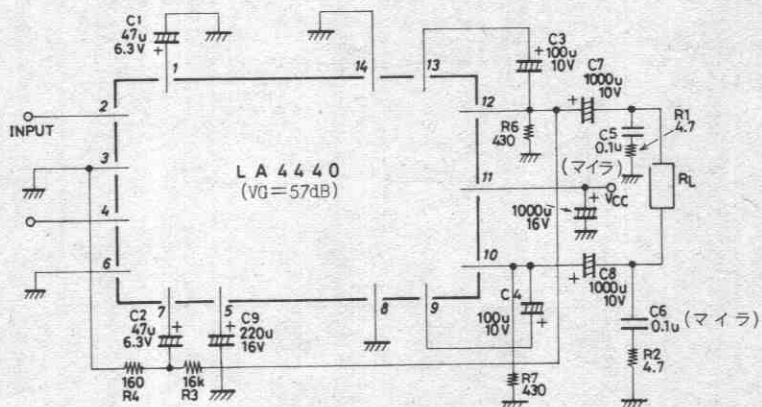 C1
47u
6.3V
+
1
14
13
+
C3
100u
10V
C7
1000u
10V
+
2
INPUT
12
R6
430
C5
0.1u
(マイラ)
R1
4.7
3
LA4440
(VG=57dB)
11
+
VCC
1000u
16V
RL
4
10
+
C8
1000u
10V
6
C2
47u
6.3V
7
+
5
+
C9
220u
16V
8
9
C4
100u
10V
+
C6
0.1u
(マイラ)
160
R4
16k
R3
R7
430
R2
4.7